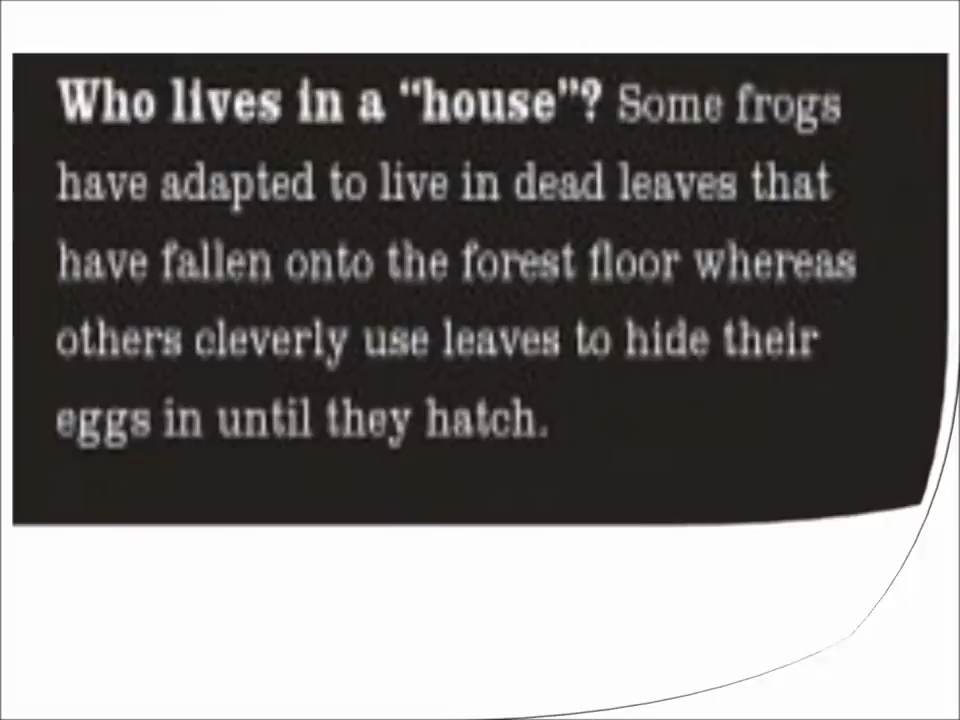 Who lives in a “house”? Some frogs
have adapted to live in dead leaves that
have fallen onto the forest floor whereas
others cleverly use leaves to hide their
eggs in until they hatch.